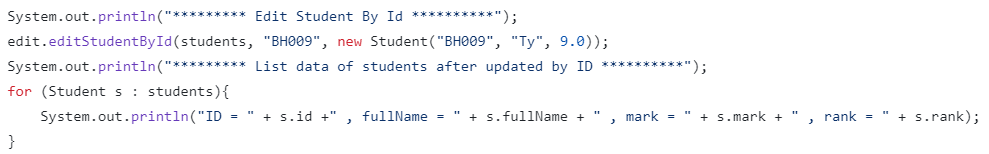 System.out.println("********* Edit Student By Id **********");
edit.editStudentById(students, "BH009", new Student("BH009", "Ty", 9.0));
System.out.println("********* List data of students after updated by ID **********");
for (Student s : students){
    System.out.println("ID = " + s.id +" , fullName = " + s.fullName + " , mark = " + s.mark + " , rank = " + s.rank);
}